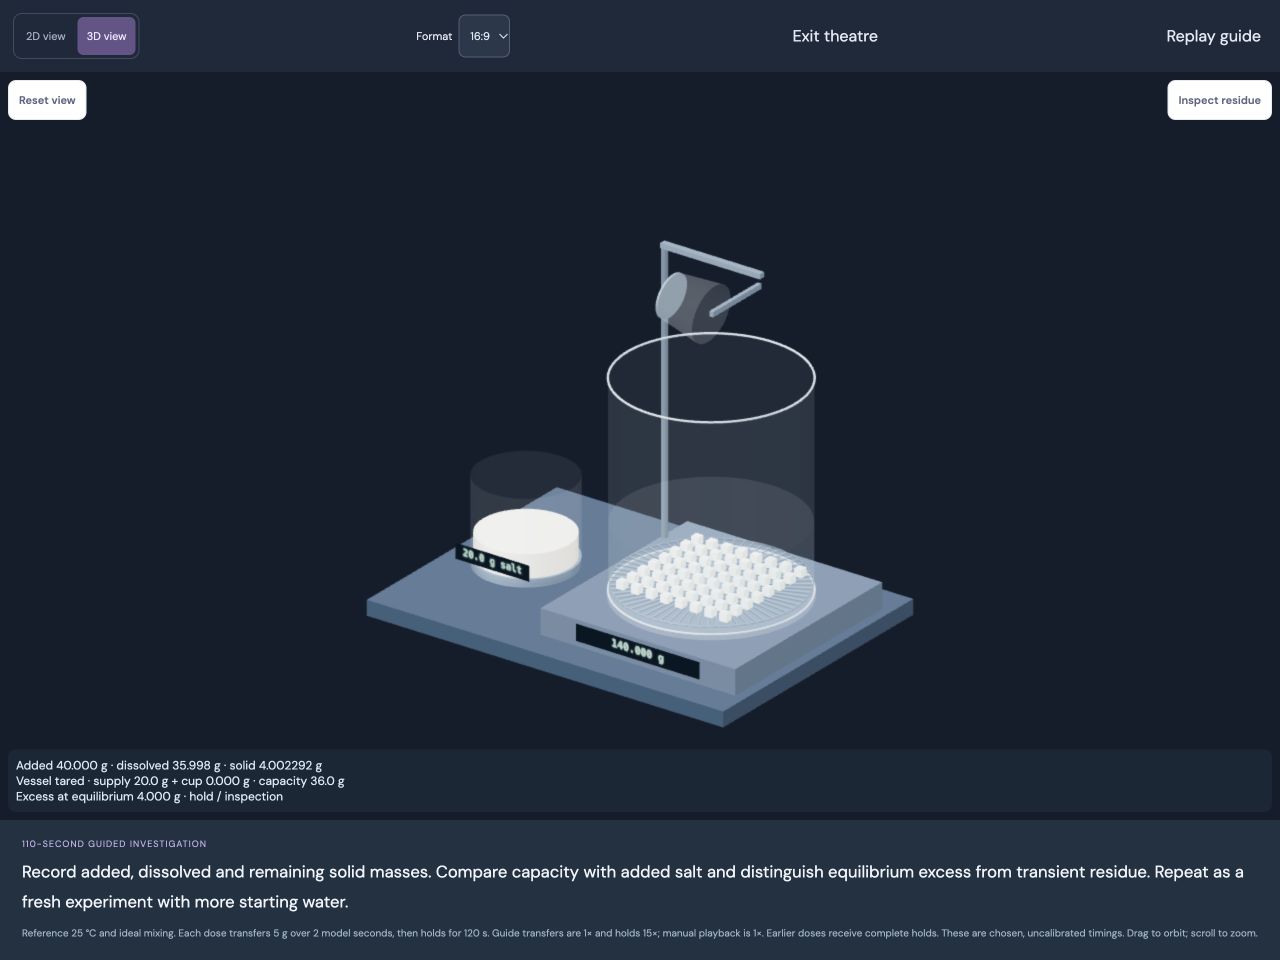 2D view
3D view
Format
16:9
Exit theatre
Replay guide
Reset view
Inspect residue
20.0 g salt
140.000 g
Added 40.000 g · dissolved 35.998 g · solid 4.002292 g
Vessel tared · supply 20.0 g + cup 0.000 g · capacity 36.0 g
Excess at equilibrium 4.000 g · hold / inspection
110-SECOND GUIDED INVESTIGATION
Record added, dissolved and remaining solid masses. Compare capacity with added salt and distinguish equilibrium excess from transient residue. Repeat as a
fresh experiment with more starting water.
Reference 25 °C and ideal mixing. Each dose transfers 5 g over 2 model seconds, then holds for 120 s. Guide transfers are 1× and holds 15×; manual playback is 1×. Earlier doses receive complete holds. These are chosen, uncalibrated timings. Drag to orbit; scroll to zoom.